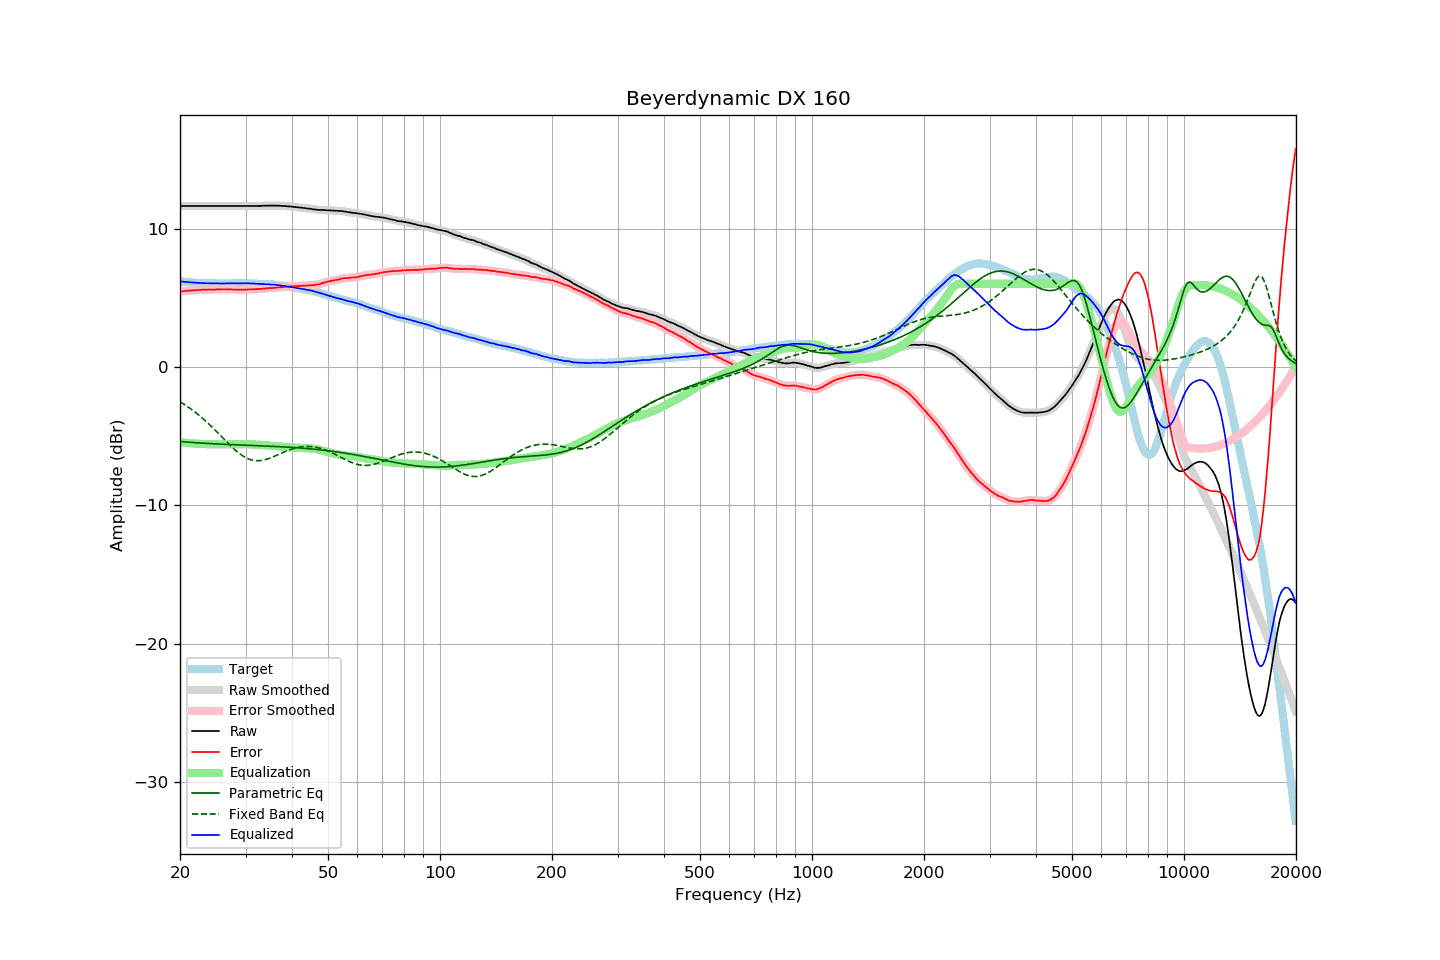 Beyerdynamic DX 160
Amplitude (dBr)
10
0
−10
−20
−30
Target
Raw Smoothed
Error Smoothed
Raw
Error
Equalization
Parametric Eq
Fixed Band Eq
Equalized
20 50 100 200 500 1000 2000 5000 10000 20000
Frequency (Hz)